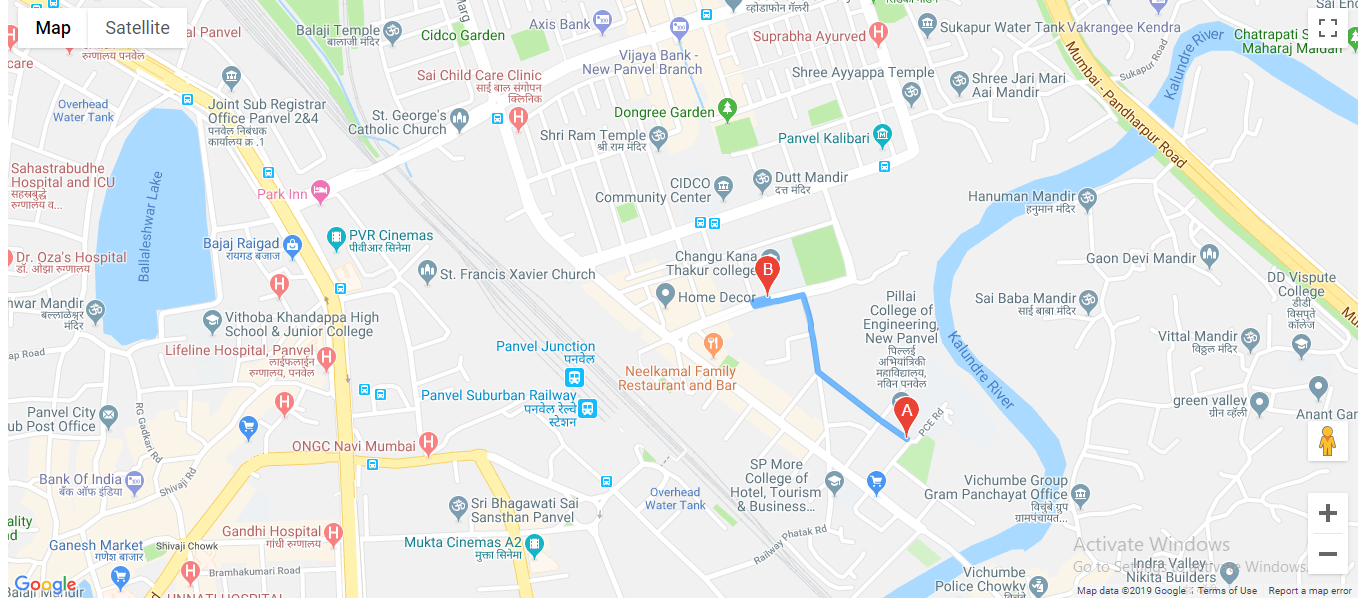 Map
Satellite
Panvel
रुग्णालय पनवेल
care
Overhead
Water Tank
Balaji Temple
बालाजी मंदिर
Marg
Cidco Garden
Axis Bank
Vijaya Bank -
New Panvel Branch
व्होडाफोन गॅलरी
Suprabha Ayurved
Sukapur Water Tank
Vakrangee Kendra
Sai En
Chatrapati S
Maharaj Maidan
Sukapur Road
Kalundre River
Mumbai - Pandharpur Road
Sai Child Care Clinic
साई बाल संगोपन
क्लिनिक
Joint Sub Registrar
Office Panvel 2&4
पनवेल निबंधक
कार्यालय क्र .1
St. George's
Catholic Church
Dongree Garden
Shri Ram Temple
श्री राम मंदिर
Shree Ayyappa Temple
Shree Jari Mari
Aai Mandir
Panvel Kalibari
Sahastrabudhe
Hospital and ICU
सहस्रबुद्धे
रुग्णालय व...
Ballaleshwar Lake
Park Inn
CIDCO
Community Center
Dutt Mandir
दत्त मंदिर
Hanuman Mandir
हनुमान मंदिर
Bajaj Raigad
रायगड बजाज
PVR Cinemas
पीवीआर सिनेमा
Dr. Oza's Hospital
डॉ. ओझा रुग्णालय
St. Francis Xavier Church
Changu Kana
Thakur college
B
Gaon Devi Mandir
DD Vispute
College
डीडी
विसपुते
कॉलेज
Mu
Home Decor
hwar Mandir
बल्लाळेश्वर
मंदिर
Vithoba Khandappa High
School & Junior College
Pillai
College of
Engineering,
New Panvel
पिल्लई
अभियांत्रिकी
महाविद्यालय,
नविन पनवेल
Sai Baba Mandir
साई बाबा मंदिर
Vittal Mandir
विठ्ठल मंदिर
ap Road
Lifeline Hospital, Panvel
लाईफलाईन
रुग्णालय, पनवेल
Panvel Junction
पनवेल
Neelkamal Family
Restaurant and Bar
Kalundre River
Panvel Suburban Railway
पनवेल रेल्वे
स्टेशन
A
PCE Rd
green valley
ग्रीन व्हॅली
Anant Gar
Panvel City
ub Post Office
RG Gadkari Rd
ONGC Navi Mumbai
Bank Of India
बँक ऑफ इंडिया
Shivaji Rd
SP More
College of
Hotel, Tourism
& Business...
Vichumbe Group
Gram Panchayat Office
विचुंबे ग्रुप
ग्रामपंचायत...
Overhead
Water Tank
Sri Bhagawati Sai
Sansthan Panvel
ality
nd
Gandhi Hospital
गांधी रुग्णालय
Ganesh Market
गणेश बाजार
Shivaji Chowk
Mukta Cinemas A2
मुक्ता सिनेमा
Railway Phatak Rd
Activate Windows
Go to Settings to activate Windows.
Bramhakumari Road
Google
Balaji Mandir
UNNATI HOSPITAL
Vichumbe
Police Chowky
विचुंबे
Indra Valley
Nikita Builders
Map data ©2019 Google
Terms of Use
Report a map error